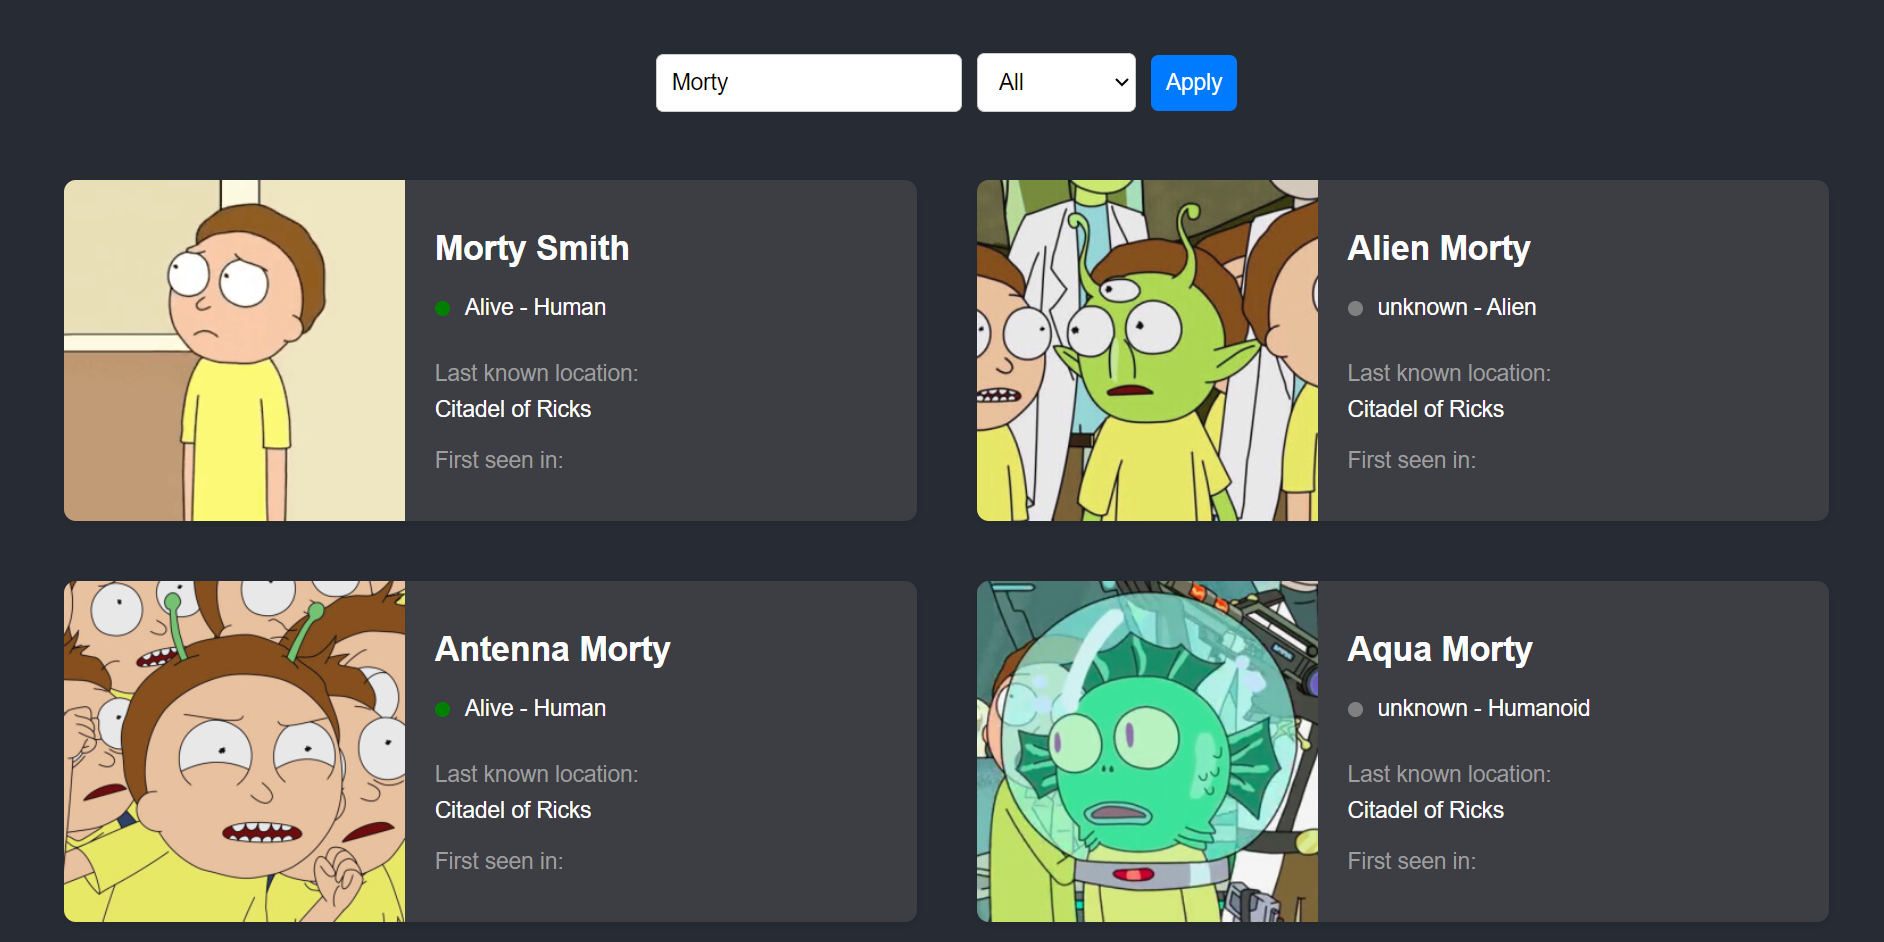 Morty
All
Apply
Morty Smith
Alive - Human
Last known location:
Citadel of Ricks
First seen in:
Alien Morty
unknown - Alien
Last known location:
Citadel of Ricks
First seen in:
Antenna Morty
Alive - Human
Last known location:
Citadel of Ricks
First seen in:
Aqua Morty
unknown - Humanoid
Last known location:
Citadel of Ricks
First seen in: